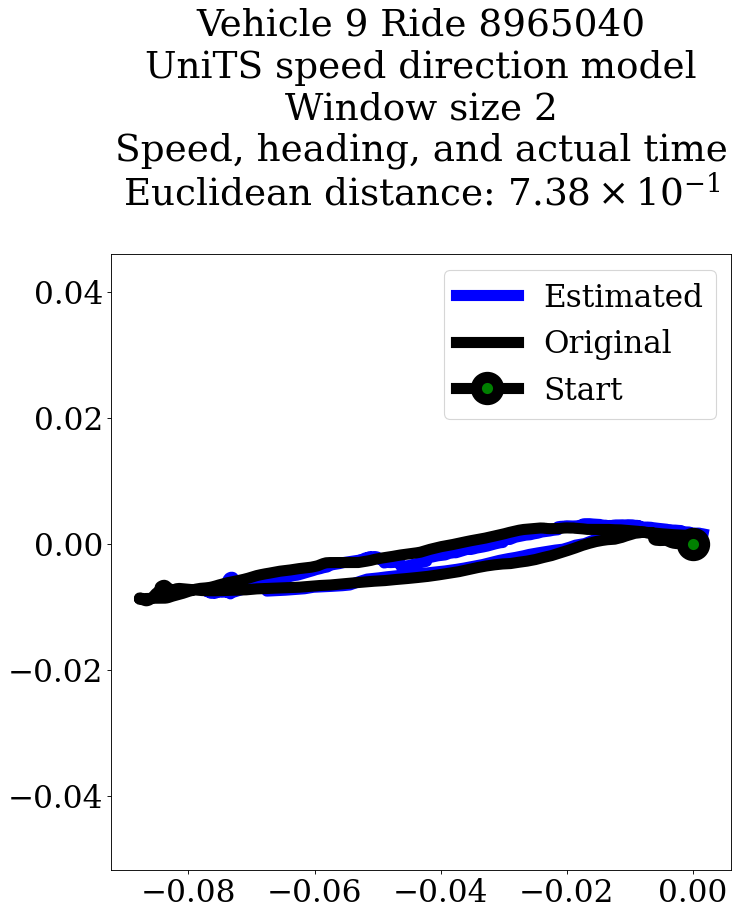 Vehicle 9 Ride 8965040
UniTS speed direction model
Window size 2
Speed, heading, and actual time
Euclidean distance: 7.38 × 10⁻¹
Estimated
Original
Start
0.04
0.02
0.00
−0.02
−0.04
−0.08 −0.06 −0.04 −0.02 0.00